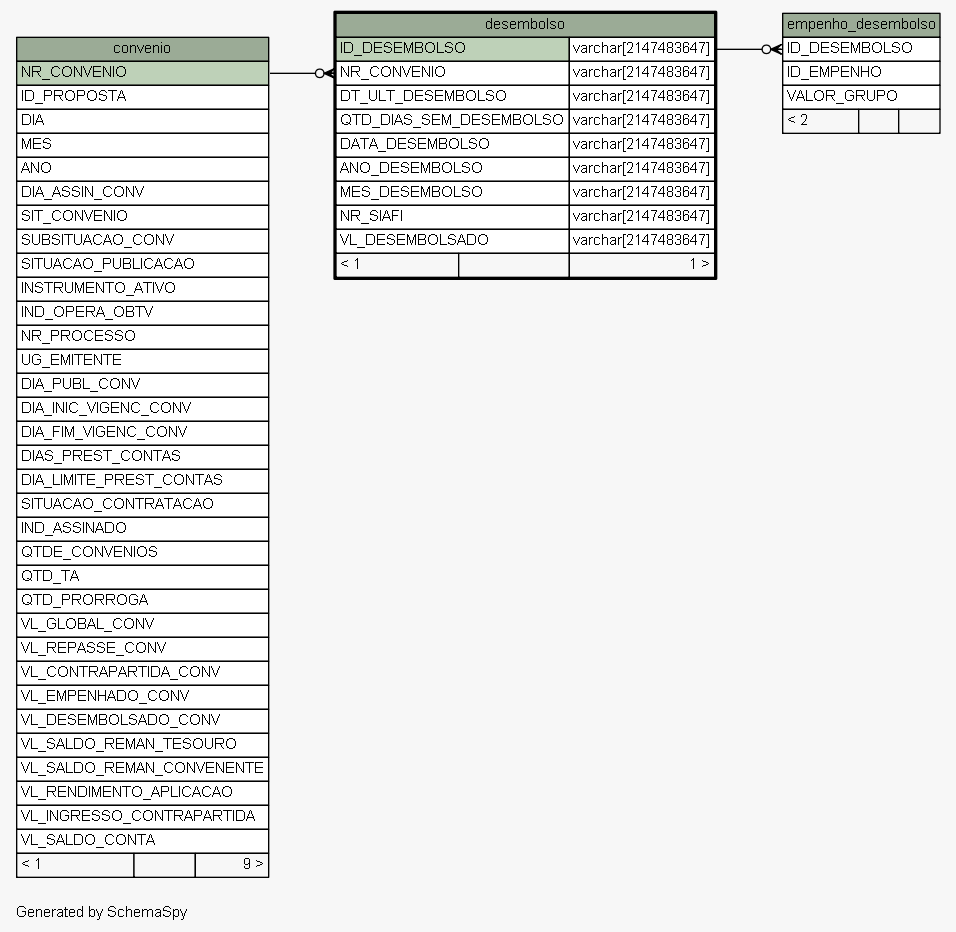 convenio
NR_CONVENIO
ID_PROPOSTA
DIA
MES
ANO
DIA_ASSIN_CONV
SIT_CONVENIO
SUBSITUACAO_CONV
SITUACAO_PUBLICACAO
INSTRUMENTO_ATIVO
IND_OPERA_OBTV
NR_PROCESSO
UG_EMITENTE
DIA_PUBL_CONV
DIA_INIC_VIGENC_CONV
DIA_FIM_VIGENC_CONV
DIAS_PREST_CONTAS
DIA_LIMITE_PREST_CONTAS
SITUACAO_CONTRATACAO
IND_ASSINADO
QTDE_CONVENIOS
QTD_TA
QTD_PRORROGA
VL_GLOBAL_CONV
VL_REPASSE_CONV
VL_CONTRAPARTIDA_CONV
VL_EMPENHADO_CONV
VL_DESEMBOLSADO_CONV
VL_SALDO_REMAN_TESOURO
VL_SALDO_REMAN_CONVENENTE
VL_RENDIMENTO_APLICACAO
VL_INGRESSO_CONTRAPARTIDA
VL_SALDO_CONTA
< 1 9 >
desembolso
ID_DESEMBOLSO varchar[2147483647]
NR_CONVENIO varchar[2147483647]
DT_ULT_DESEMBOLSO varchar[2147483647]
QTD_DIAS_SEM_DESEMBOLSO varchar[2147483647]
DATA_DESEMBOLSO varchar[2147483647]
ANO_DESEMBOLSO varchar[2147483647]
MES_DESEMBOLSO varchar[2147483647]
NR_SIAFI varchar[2147483647]
VL_DESEMBOLSADO varchar[2147483647]
< 1 1 >
empenho_desembolso
ID_DESEMBOLSO
ID_EMPENHO
VALOR_GRUPO
< 2
Generated by SchemaSpy